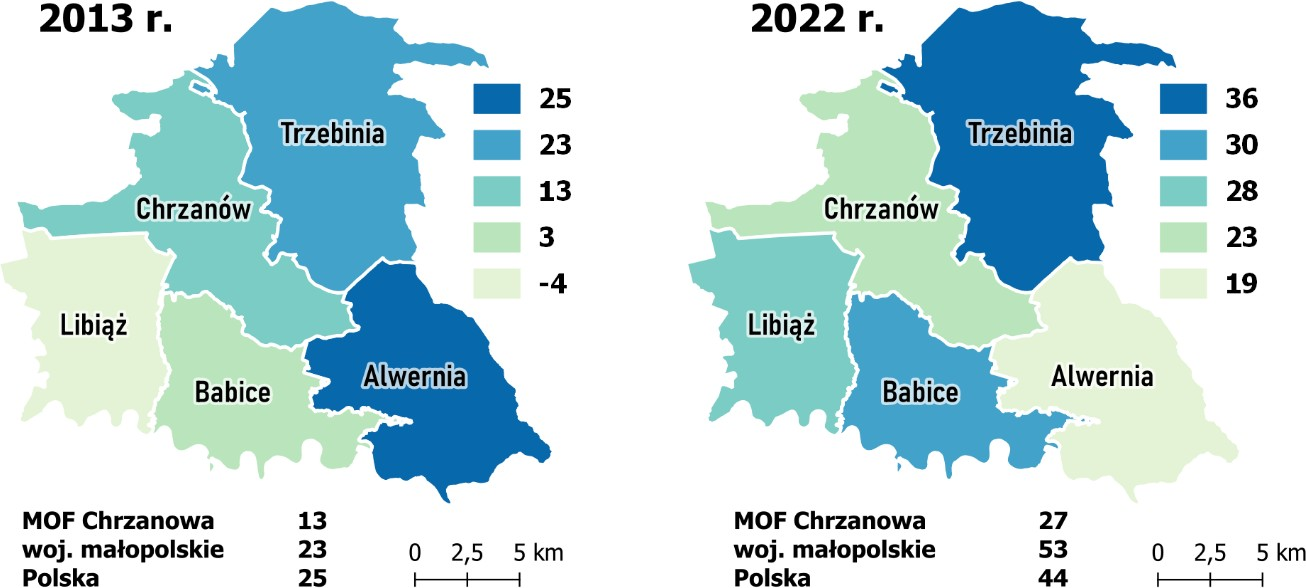 2013 r.
25
23
13
3
-4
Trzebinia
Chrzanów
Libiąż
Babice
Alwernia
MOF Chrzanowa 13
woj. małopolskie 23
Polska 25
0 2,5 5 km
2022 r.
36
30
28
23
19
Trzebinia
Chrzanów
Libiąż
Babice
Alwernia
MOF Chrzanowa 27
woj. małopolskie 53
Polska 44
0 2,5 5 km